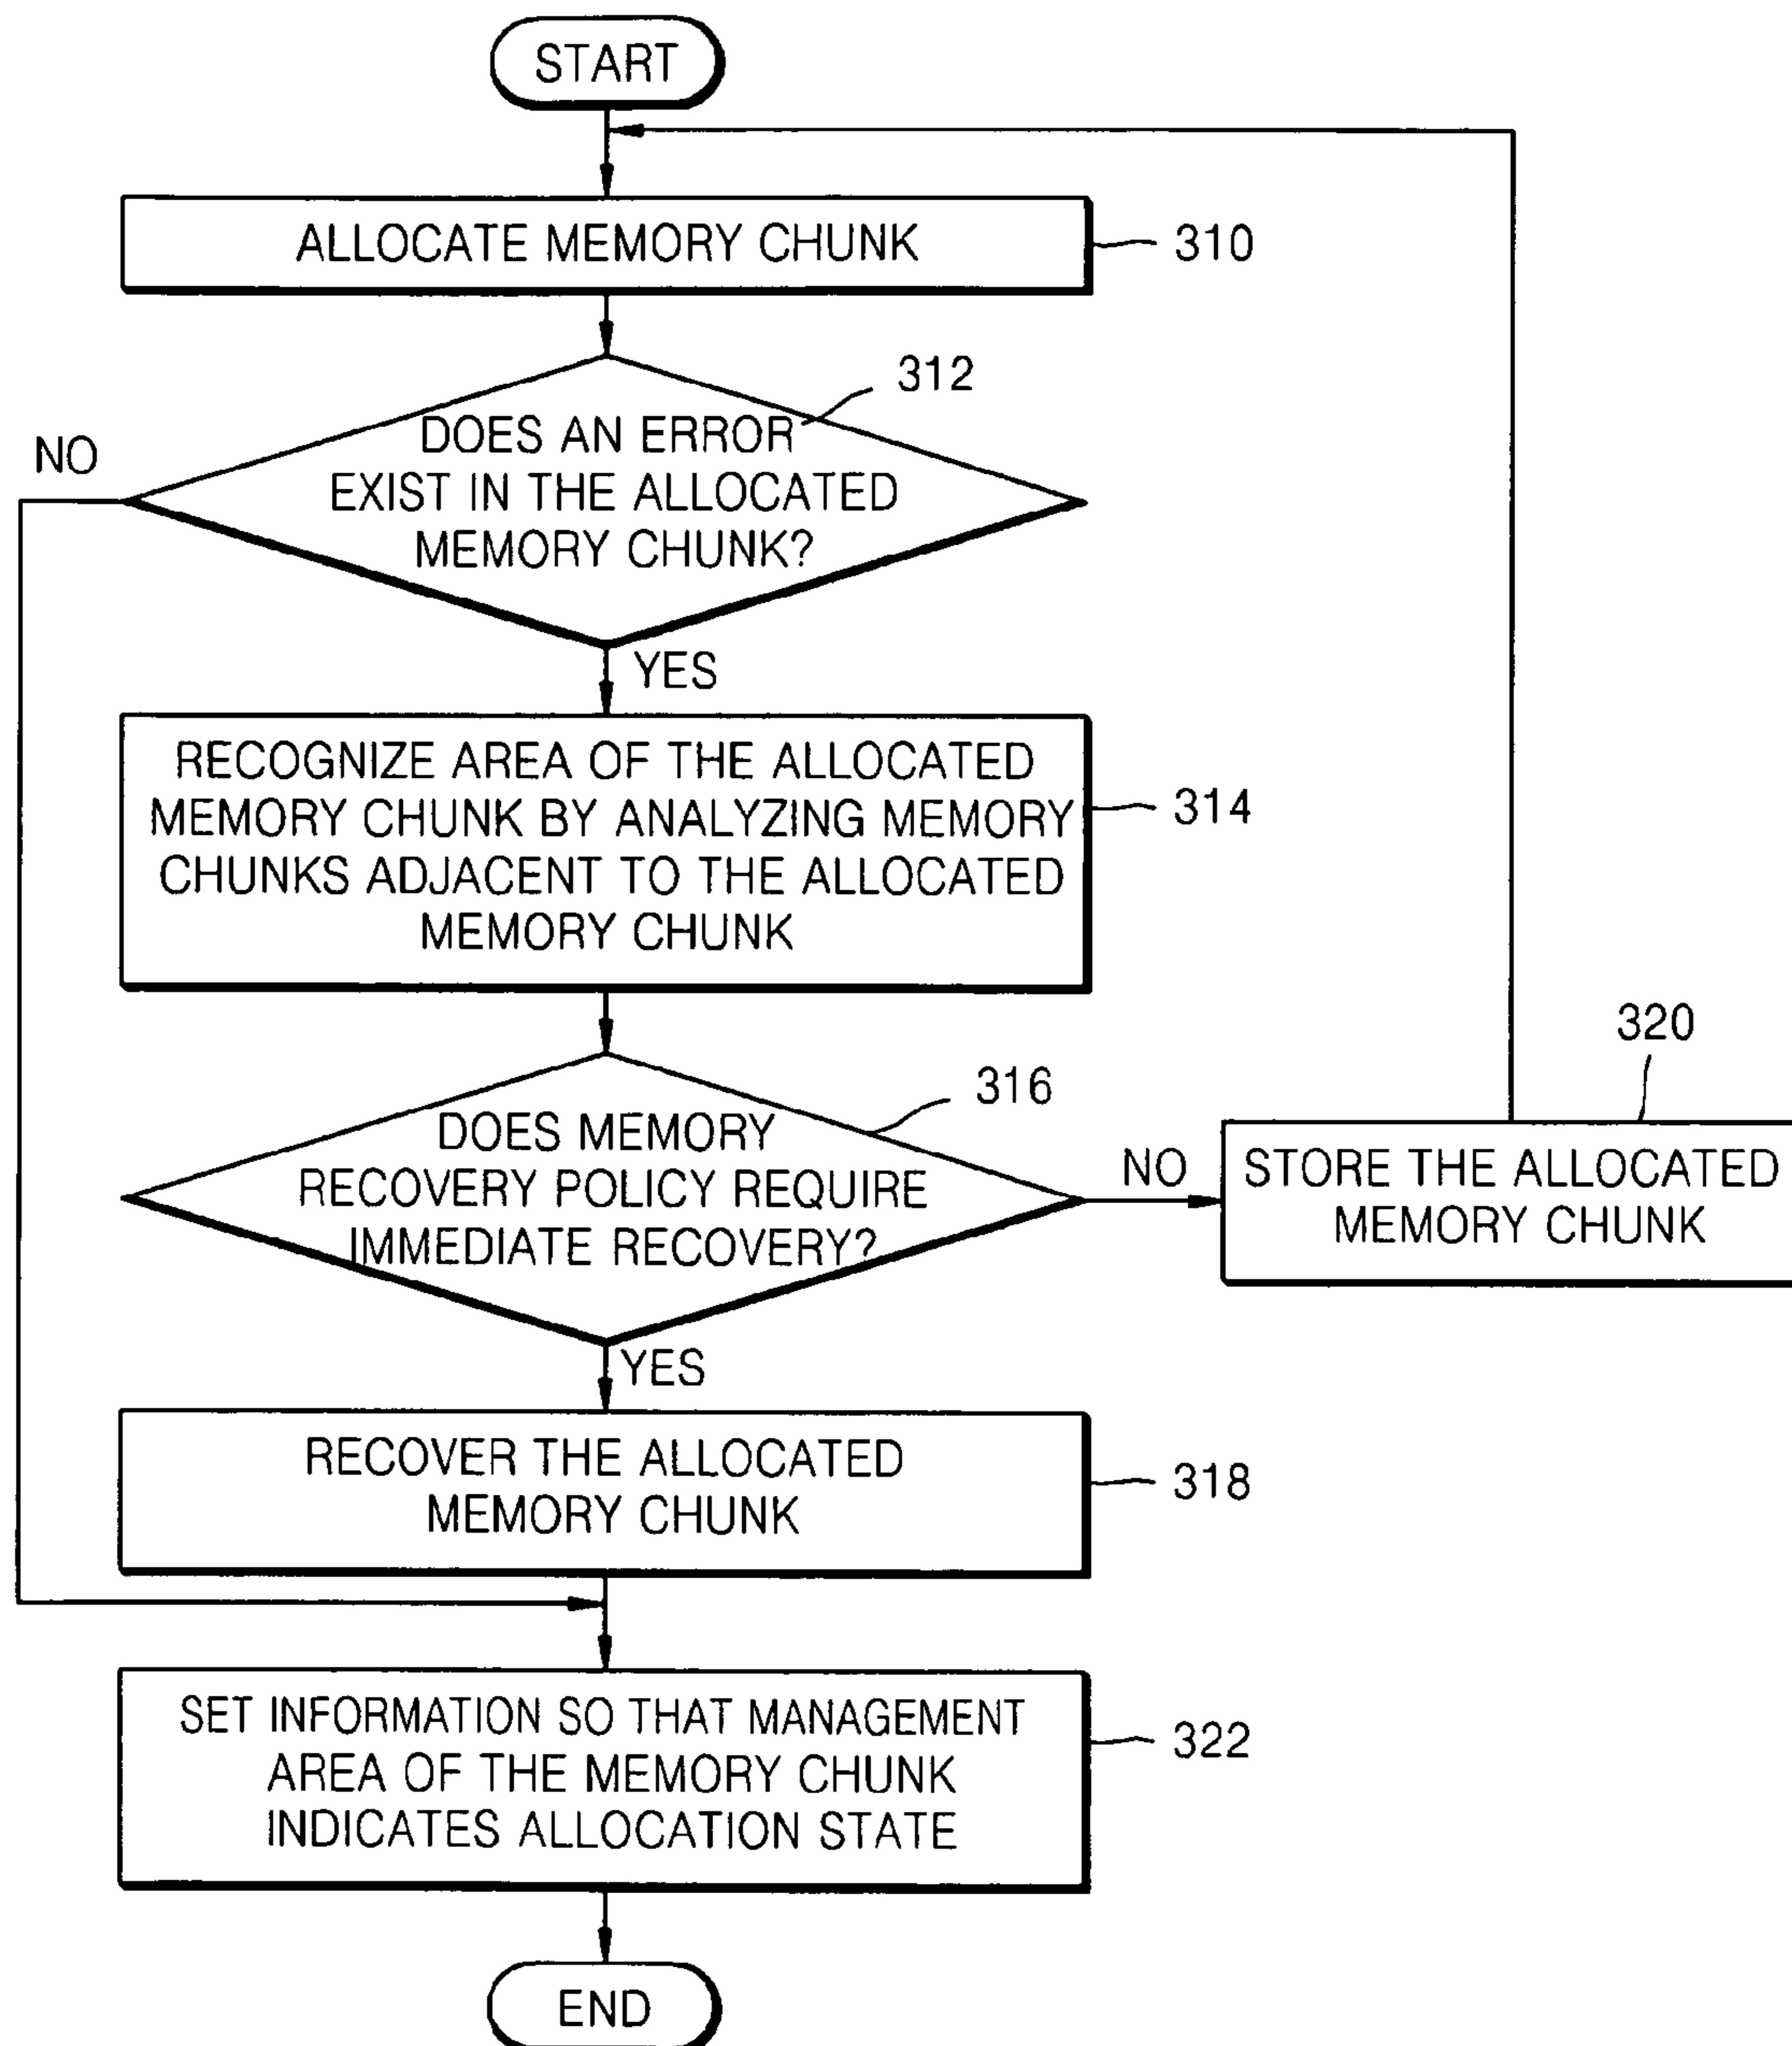 START
ALLOCATE MEMORY CHUNK
310
312
DOES AN ERROR
EXIST IN THE ALLOCATED
MEMORY CHUNK?
NO
YES
RECOGNIZE AREA OF THE ALLOCATED
MEMORY CHUNK BY ANALYZING MEMORY
CHUNKS ADJACENT TO THE ALLOCATED
MEMORY CHUNK
314
316
DOES MEMORY
RECOVERY POLICY REQUIRE
IMMEDIATE RECOVERY?
NO
320
STORE THE ALLOCATED
MEMORY CHUNK
YES
RECOVER THE ALLOCATED
MEMORY CHUNK
318
SET INFORMATION SO THAT MANAGEMENT
AREA OF THE MEMORY CHUNK
INDICATES ALLOCATION STATE
322
END